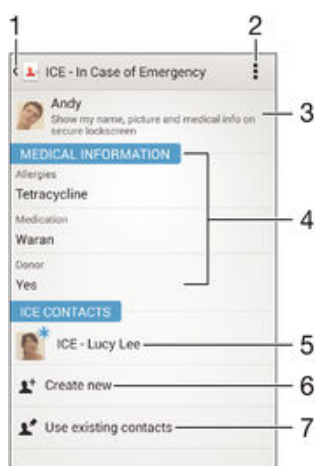 1
2
ICE - In Case of Emergency
Andy
Show my name, picture and medical info on
secure lockscreen
3
MEDICAL INFORMATION
Allergies
Tetracycline
Medication
4
Waran
Donor
Yes
ICE CONTACTS
ICE - Lucy Lee
5
Create new
6
Use existing contacts
7